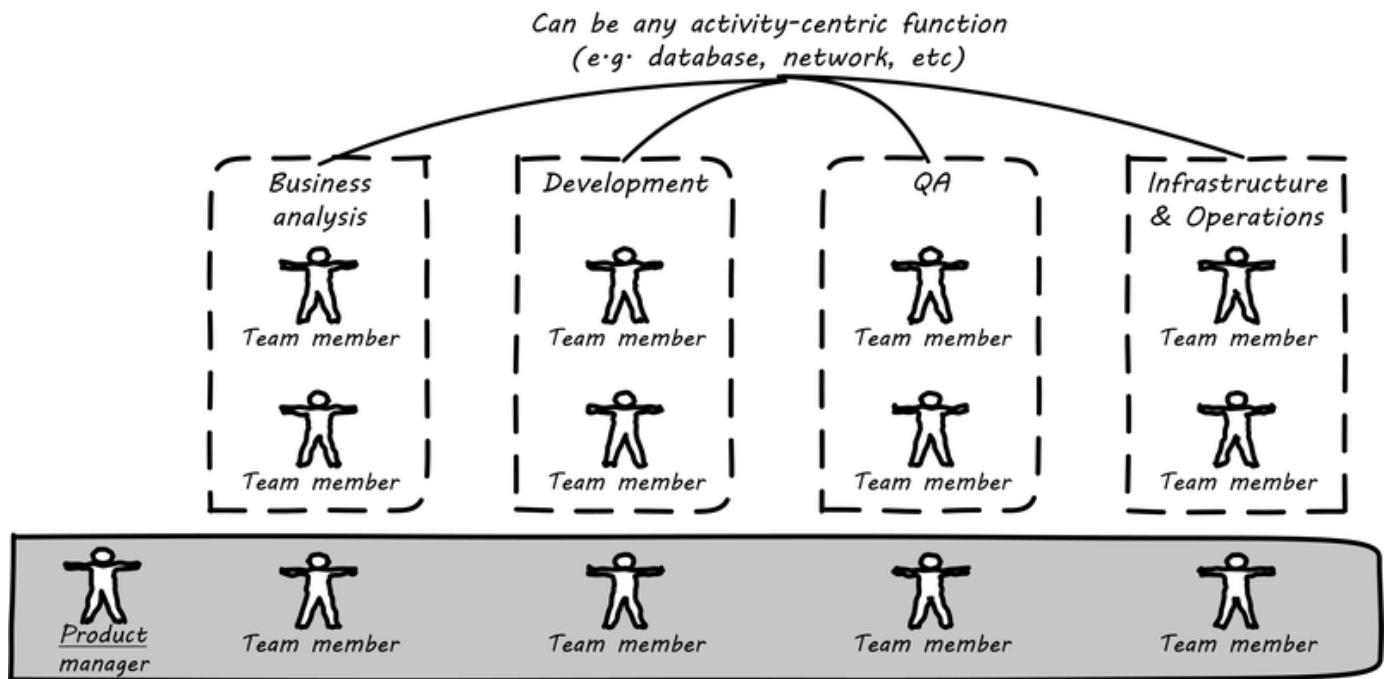 Can be any activity-centric function
(e.g. database, network, etc)
Business
analysis
Development
QA
Infrastructure
& Operations
Team member
Team member
Team member
Team member
Team member
Team member
Team member
Team member
Product
manager
Team member
Team member
Team member
Team member